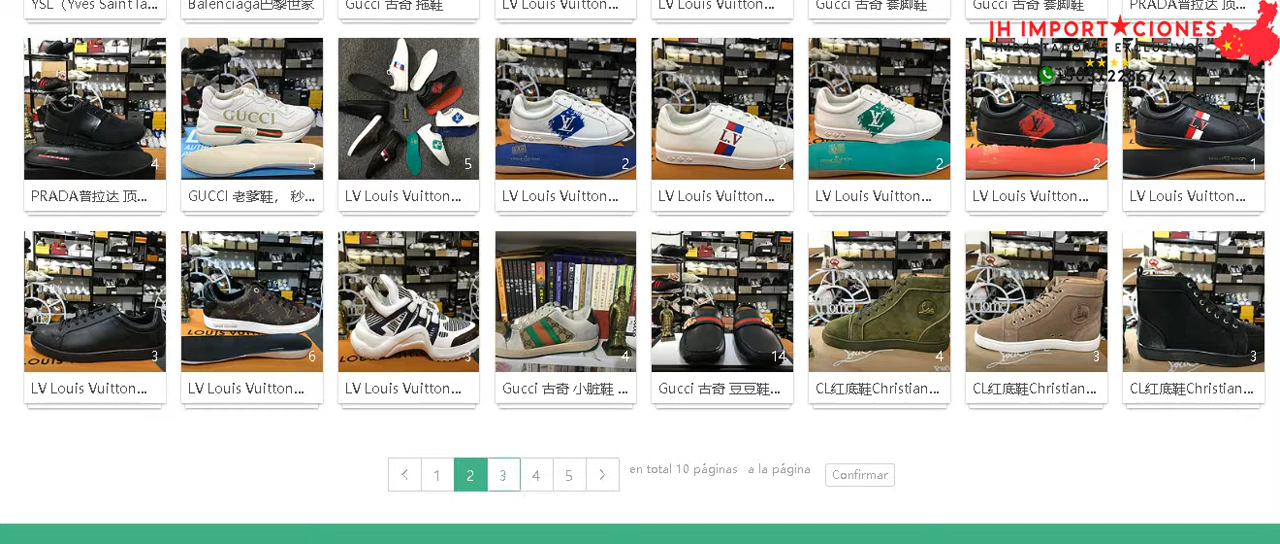 YSL（Yves Saintla...
Balenciaga巴黎世家
Gucci 古奇 拖鞋
LV Louis Vuitton...
LV Louis Vuitton...
Gucci 古奇 套脚鞋
Gucci 古奇 套脚鞋
PRADA普拉达 顶...
JH IMPORT★CIONES
IMPORTADORES EXCLUSIVOS
4
GUCCI
5
5
2
LV
2
2
2
1
PRADA普拉达 顶...
GUCCI 老爹鞋， 秒...
LV Louis Vuitton...
LV Louis Vuitton...
LV Louis Vuitton...
LV Louis Vuitton...
LV Louis Vuitton...
LV Louis Vuitton...
3
6
3
4
14
4
3
3
LV Louis Vuitton...
LV Louis Vuitton...
LV Louis Vuitton...
Gucci 古奇 小脏鞋 ...
Gucci 古奇 豆豆鞋...
CL红底鞋Christian...
CL红底鞋Christian...
CL红底鞋Christian...
1 2 3 4 5 en total 10 páginas a la página Confirmar